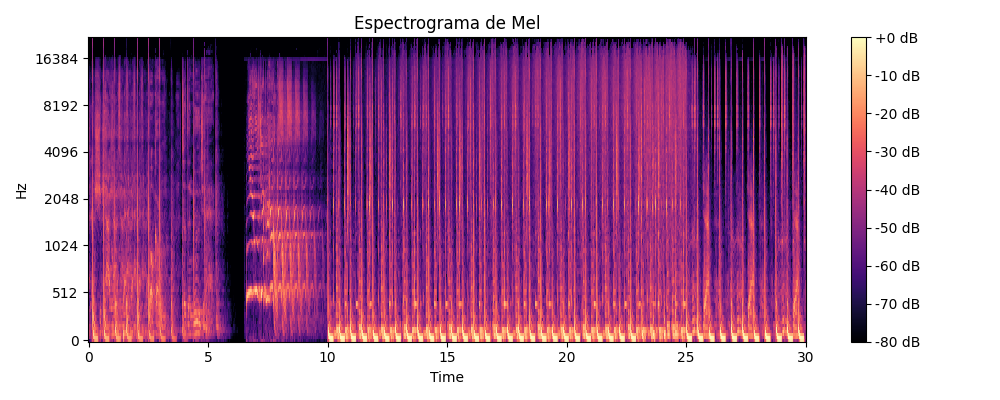 Espectrograma de Mel
Hz
16384
8192
4096
2048
1024
512
0
0 5 10 15 20 25 30
Time
+0 dB
-10 dB
-20 dB
-30 dB
-40 dB
-50 dB
-60 dB
-70 dB
-80 dB